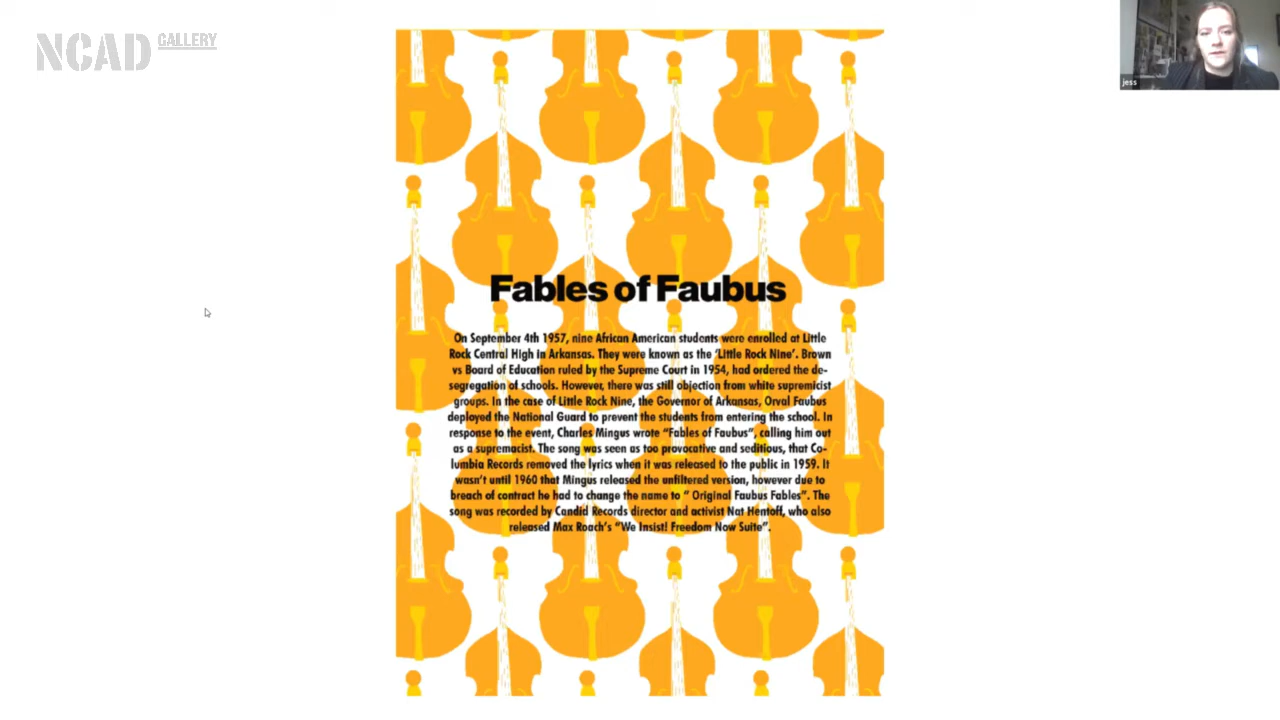 NCAD GALLERY
jess
Fables of Faubus
On September 4th 1957, nine African American students were enrolled at Little
Rock Central High in Arkansas. They were known as the 'Little Rock Nine'. Brown
vs Board of Education ruled by the Supreme Court in 1954, had ordered the de-
segregation of schools. However, there was still objection from white supremicist
groups. In the case of Little Rock Nine, the Governor of Arkansas, Orval Faubus
deployed the National Guard to prevent the students from entering the school. In
response to the event, Charles Mingus wrote "Fables of Faubus", calling him out
as a supremacist. The song was seen as too provocative and seditious, that Co-
lumbia Records removed the lyrics when it was released to the public in 1959. It
wasn't until 1960 that Mingus released the unfiltered version, however due to
breach of contract he had to change the name to " Original Faubus Fables". The
song was recorded by Candid Records director and activist Nat Hentoff, who also
released Max Roach's "We Insist! Freedom Now Suite".